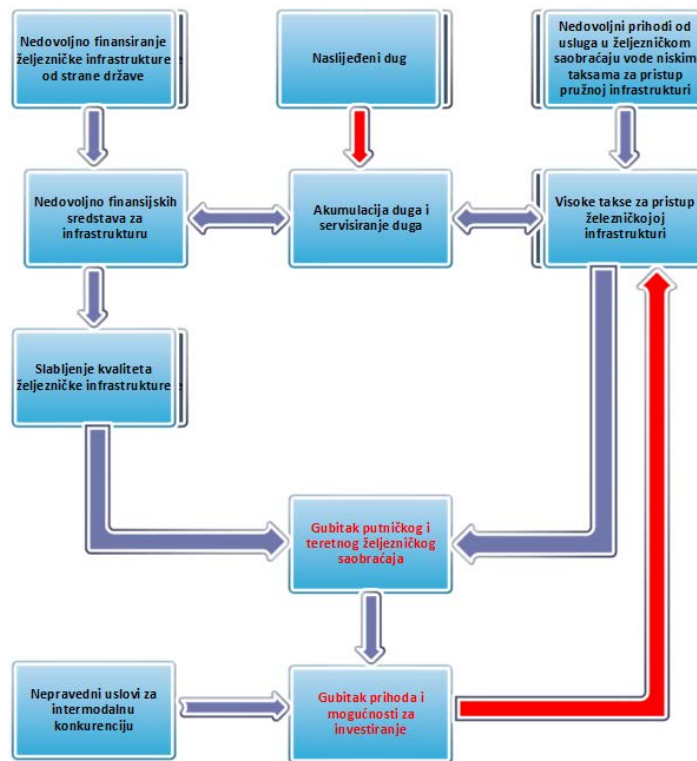 Nedovoljno finansiranje
željezničke infrastrukture
od strane države
Naslijeđeni dug
Nedovoljni prihodi od
usluga u željezničkom
saobraćaju vode niskim
taksama za pristup
pružnoj infrastrukturi
Nedovoljno finansijskih
sredstava za
infrastrukturu
Akumulacija duga i
servisiranje duga
Visoke takse za pristup
železničkojoj
infrastrukturi
Slabljenje kvaliteta
željezničke infrastrukture
Gubitak putničkog i
teretnog željezničkog
saobraćaja
Nepravedni uslovi za
intermodalnu
konkurenciju
Gubitak prihoda i
mogućnosti za
investiranje